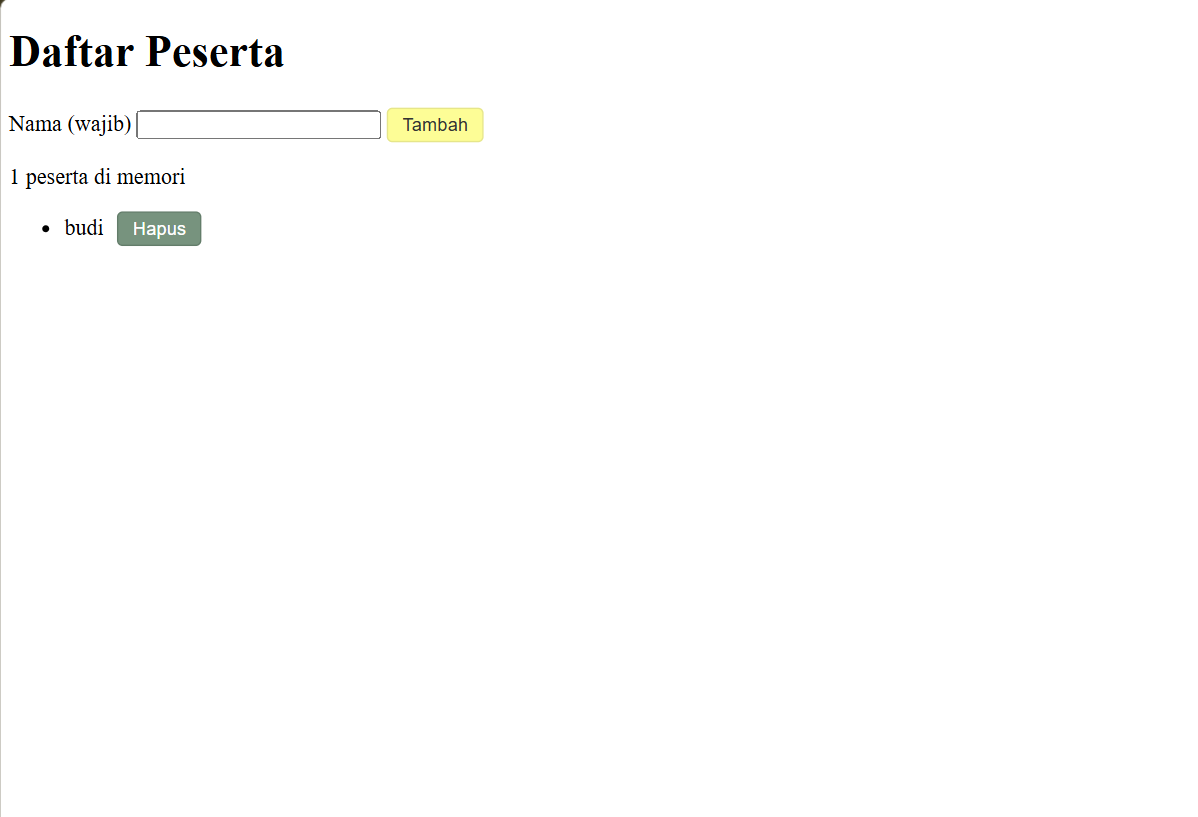 Daftar Peserta
Nama (wajib) Tambah
1 peserta di memori
budi Hapus